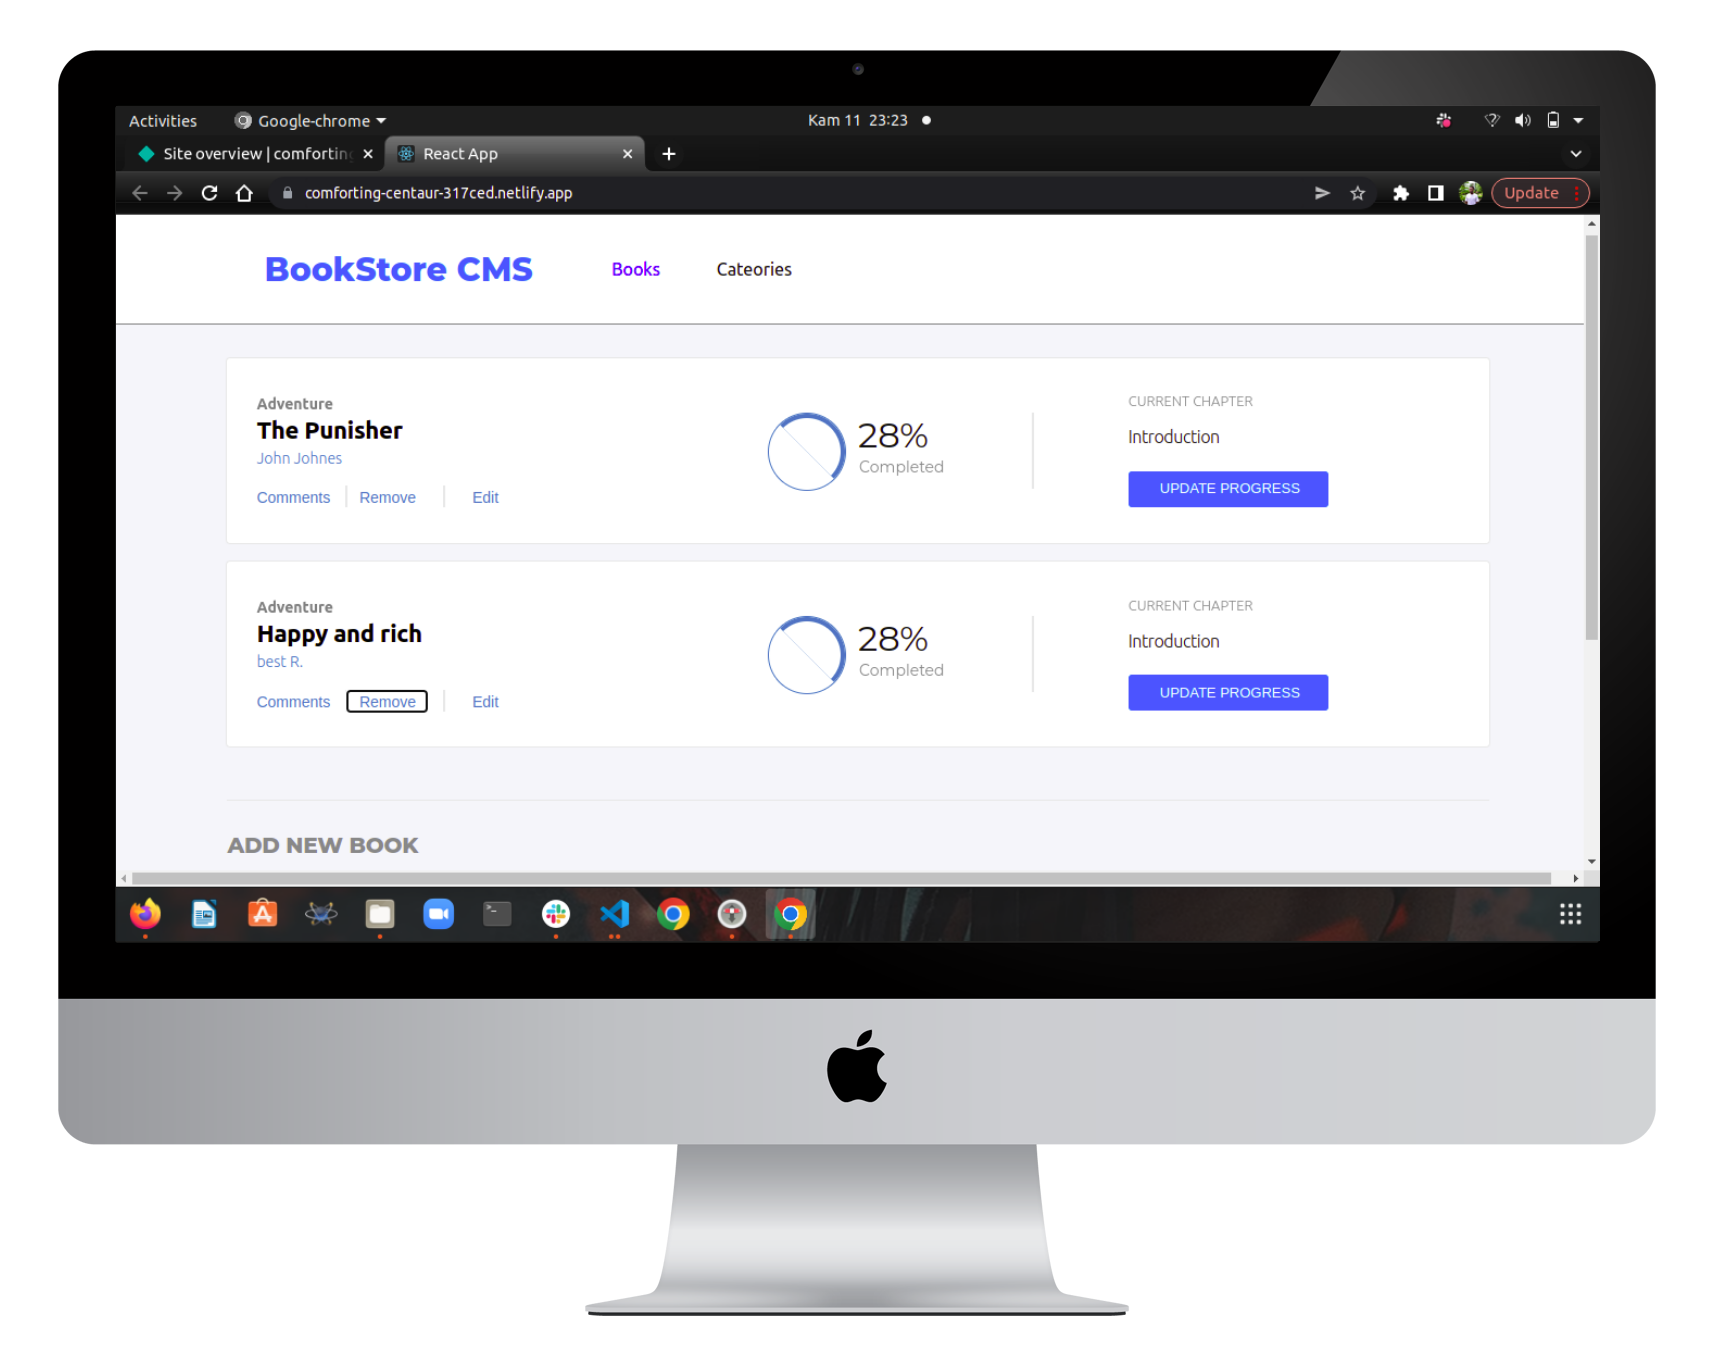 Activities Google-chrome Kam 11 23:23
Site overview | comforting React App
comforting-centaur-317ced.netlify.app Update
BookStore CMS Books Cateories
Adventure
The Punisher
John Johnes
Comments Remove Edit
28%
Completed
CURRENT CHAPTER
Introduction
UPDATE PROGRESS
Adventure
Happy and rich
best R.
Comments Remove Edit
28%
Completed
CURRENT CHAPTER
Introduction
UPDATE PROGRESS
ADD NEW BOOK